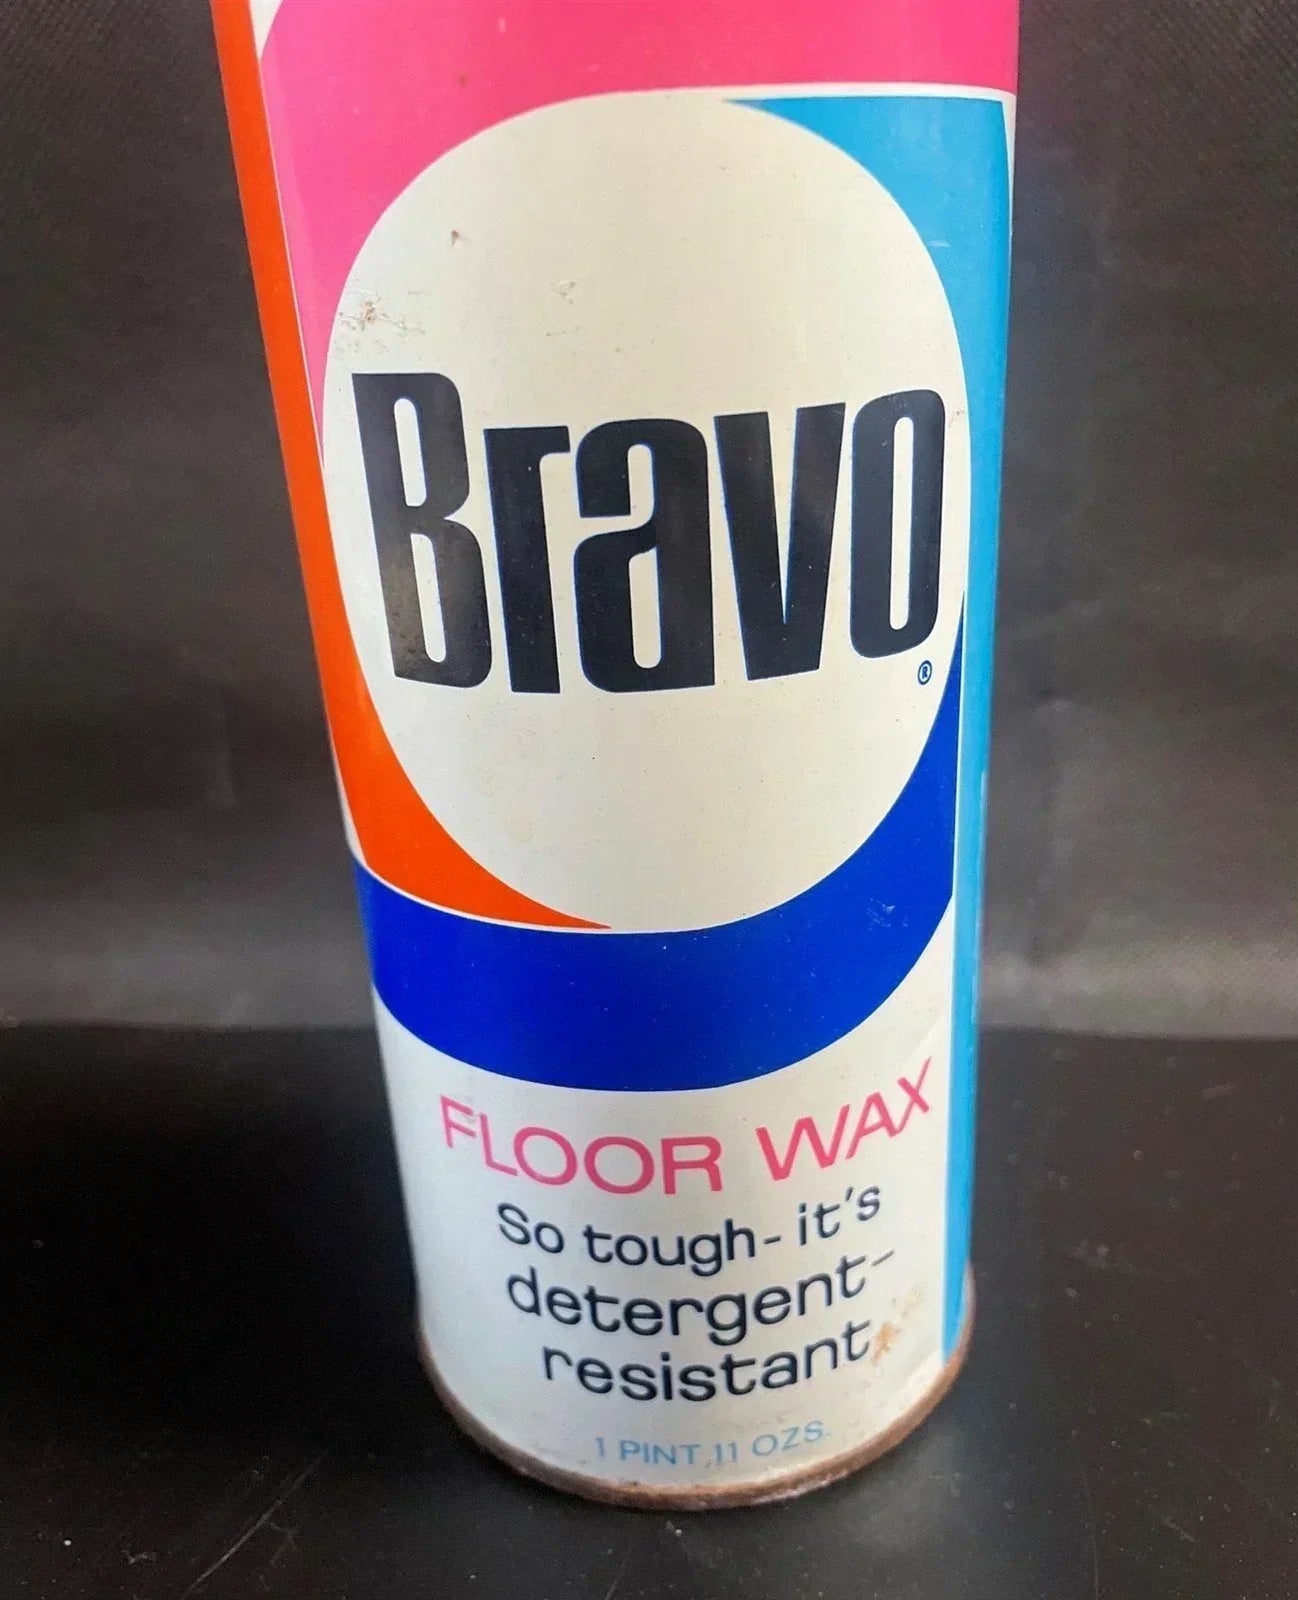 Bravo
®
FLOOR WAX
So tough-it's
detergent-
resistant
1 PINT, 11 OZS.